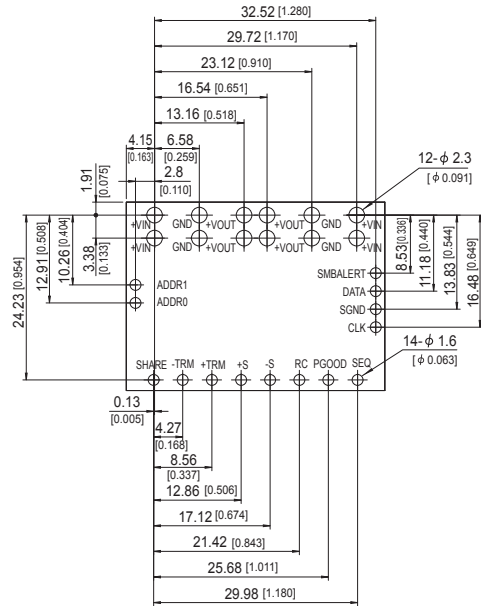 32.52 [1.280]
29.72 [1.170]
23.12 [0.910]
16.54 [0.651]
13.16 [0.518]
4.15 [0.163]
6.58 [0.259]
2.8 [0.110]
1.91 [0.075]
12-φ 2.3
[φ 0.091]
+VIN GND +VOUT +VOUT GND +VIN
+VIN GND +VOUT +VOUT GND +VIN
24.23 [0.954]
12.91 [0.508]
10.26 [0.404]
3.38 [0.133]
8.53 [0.336]
11.18 [0.440]
13.83 [0.544]
16.48 [0.649]
SMBALERT
ADDR1
DATA
ADDR0
SGND
CLK
14-φ 1.6
[φ 0.063]
SHARE -TRM +TRM +S -S RC PGOOD SEQ
0.13
[0.005]
4.27
[0.168]
8.56
[0.337]
12.86 [0.506]
17.12 [0.674]
21.42 [0.843]
25.68 [1.011]
29.98 [1.180]